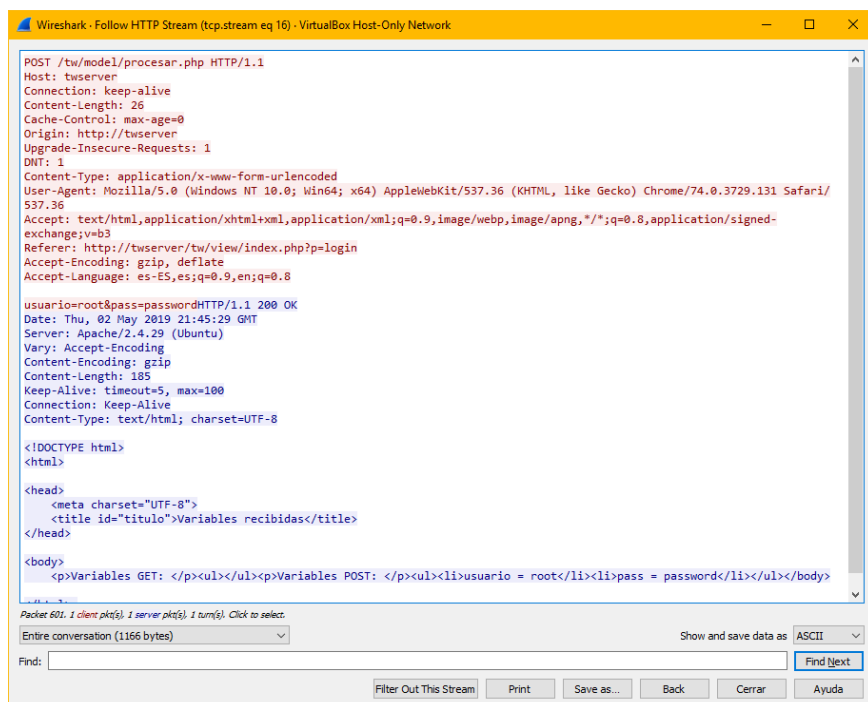 Wireshark · Follow HTTP Stream (tcp.stream eq 16) · VirtualBox Host-Only Network
POST /tw/model/procesar.php HTTP/1.1
Host: twserver
Connection: keep-alive
Content-Length: 26
Cache-Control: max-age=0
Origin: http://twserver
Upgrade-Insecure-Requests: 1
DNT: 1
Content-Type: application/x-www-form-urlencoded
User-Agent: Mozilla/5.0 (Windows NT 10.0; Win64; x64) AppleWebKit/537.36 (KHTML, like Gecko) Chrome/74.0.3729.131 Safari/
537.36
Accept: text/html,application/xhtml+xml,application/xml;q=0.9,image/webp,image/apng,*/*;q=0.8,application/signed-
exchange;v=b3
Referer: http://twserver/tw/view/index.php?p=login
Accept-Encoding: gzip, deflate
Accept-Language: es-ES,es;q=0.9,en;q=0.8
usuario=root&pass=passwordHTTP/1.1 200 OK
Date: Thu, 02 May 2019 21:45:29 GMT
Server: Apache/2.4.29 (Ubuntu)
Vary: Accept-Encoding
Content-Encoding: gzip
Content-Length: 185
Keep-Alive: timeout=5, max=100
Connection: Keep-Alive
Content-Type: text/html; charset=UTF-8
<!DOCTYPE html>
<html>
<head>
<meta charset="UTF-8">
<title id="titulo">Variables recibidas</title>
</head>
<body>
<p>Variables GET: </p><ul></ul><p>Variables POST: </p><ul><li>usuario = root</li><li>pass = password</li></ul></body>
Packet 601. 1 client pkt(s), 1 server pkt(s), 1 turn(s). Click to select.
Entire conversation (1166 bytes) Show and save data as ASCII
Find: Find Next
Filter Out This Stream Print Save as... Back Cerrar Ayuda